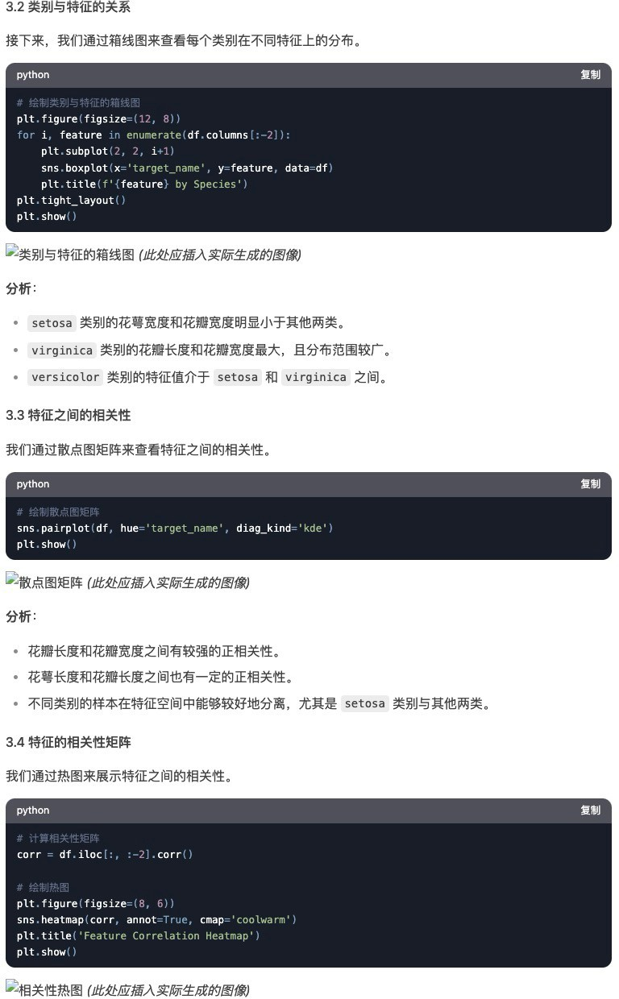 3.2 类别与特征的关系
接下来，我们通过箱线图来查看每个类别在不同特征上的分布。
python 复制
# 绘制类别与特征的箱线图
plt.figure(figsize=(12, 8))
for i, feature in enumerate(df.columns[:-2]):
    plt.subplot(2, 2, i+1)
    sns.boxplot(x='target_name', y=feature, data=df)
    plt.title(f'{feature} by Species')
plt.tight_layout()
plt.show()
类别与特征的箱线图 (此处应插入实际生成的图像)
分析：
• setosa 类别的花萼宽度和花瓣宽度明显小于其他两类。
• virginica 类别的花瓣长度和花瓣宽度最大，且分布范围较广。
• versicolor 类别的特征值介于 setosa 和 virginica 之间。
3.3 特征之间的相关性
我们通过散点图矩阵来查看特征之间的相关性。
python 复制
# 绘制散点图矩阵
sns.pairplot(df, hue='target_name', diag_kind='kde')
plt.show()
散点图矩阵 (此处应插入实际生成的图像)
分析：
• 花瓣长度和花瓣宽度之间有较强的正相关性。
• 花萼长度和花瓣长度之间也有一定的正相关性。
• 不同类别的样本在特征空间中能够较好地分离，尤其是 setosa 类别与其他两类。
3.4 特征的相关性矩阵
我们通过热图来展示特征之间的相关性。
python 复制
# 计算相关性矩阵
corr = df.iloc[:, :-2].corr()
# 绘制热图
plt.figure(figsize=(8, 6))
sns.heatmap(corr, annot=True, cmap='coolwarm')
plt.title('Feature Correlation Heatmap')
plt.show()
相关性热图 (此处应插入实际生成的图像)